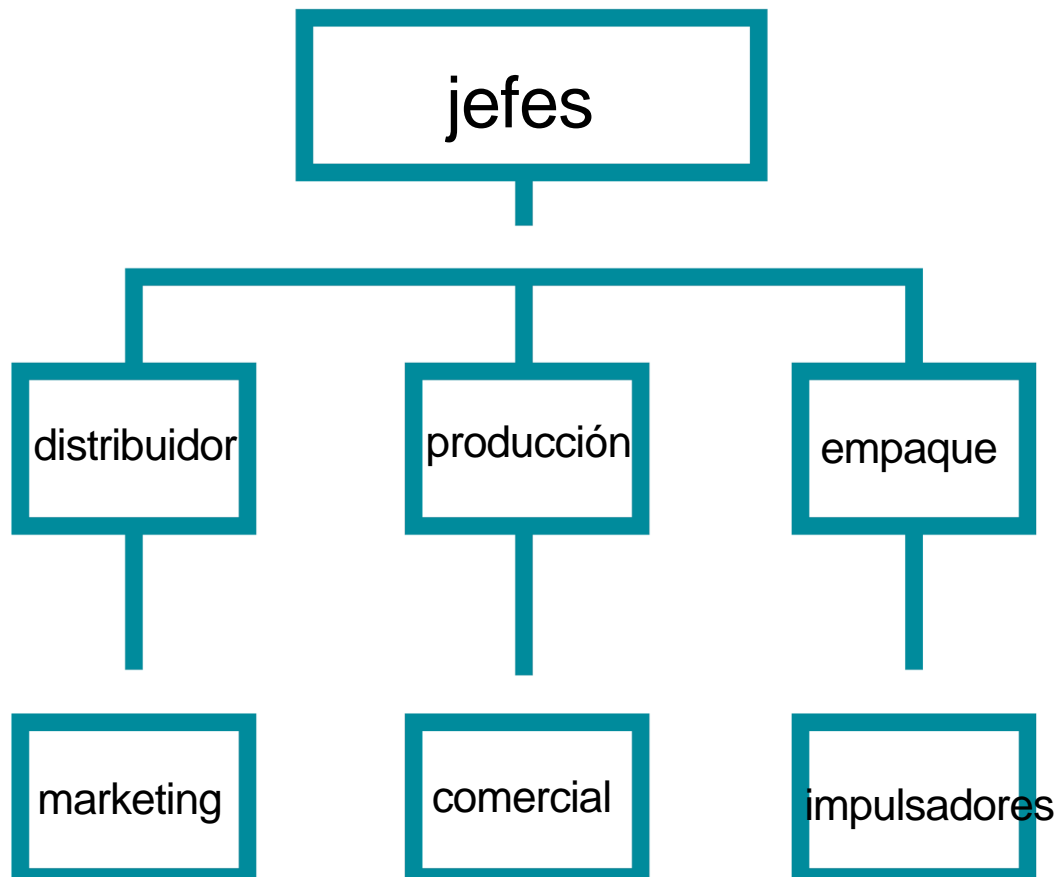 jefes
distribuidor
producción
empaque
marketing
comercial
impulsadores